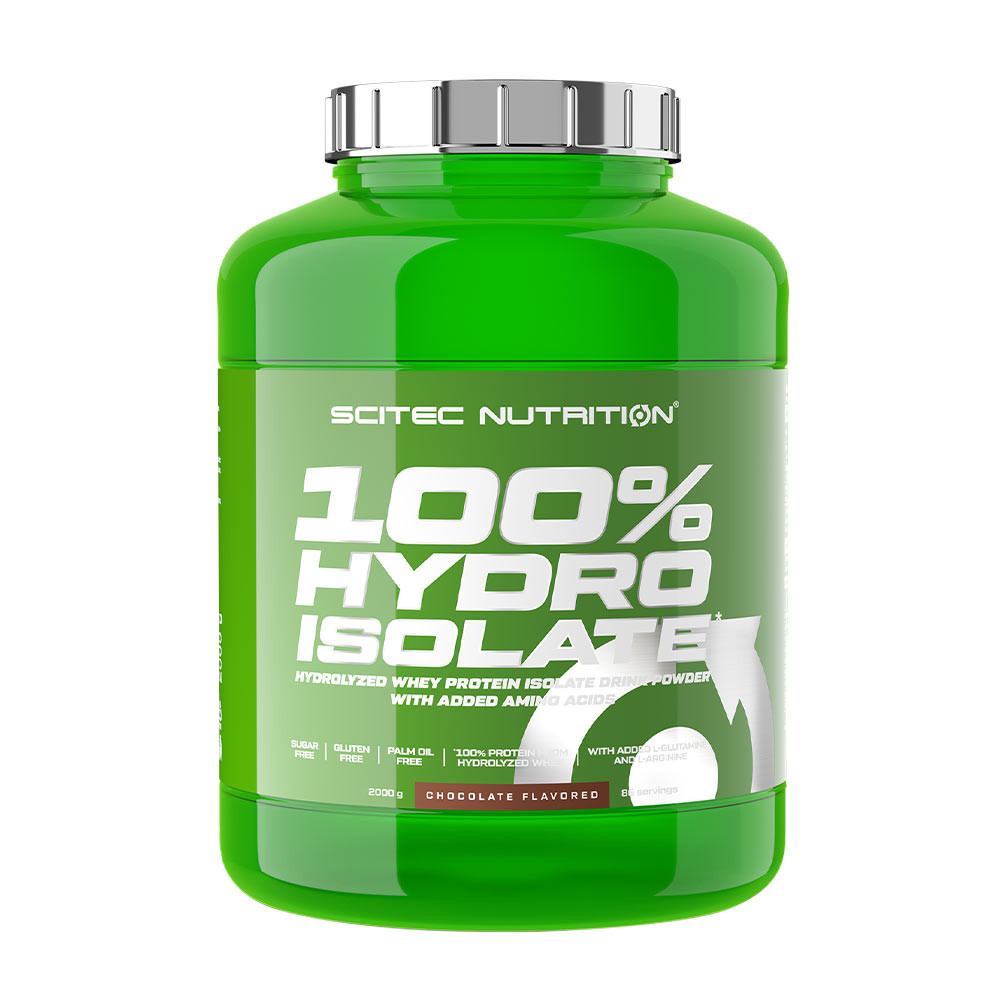 SCITEC NUTRITION®
100%
HYDRO
ISOLATE*
HYDROLYZED WHEY PROTEIN ISOLATE DRINK POWDER
WITH ADDED AMINO ACIDS
SUGAR FREE | GLUTEN FREE | PALM OIL FREE | *100% PROTEIN FROM HYDROLYZED WHEY | WITH ADDED L-GLUTAMINE AND L-ARGININE
2000 g CHOCOLATE FLAVORED servings